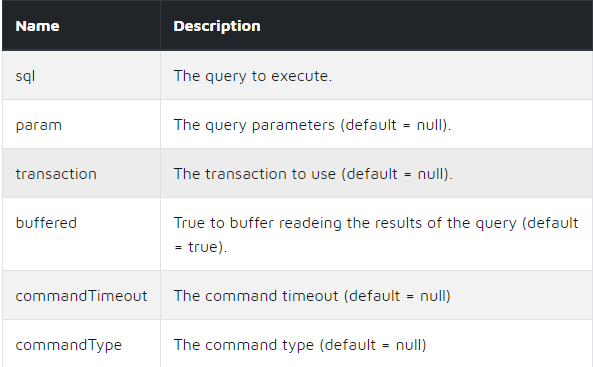 Name Description
sql The query to execute.
param The query parameters (default = null).
transaction The transaction to use (default = null).
buffered True to buffer readeing the results of the query (default
= true).
commandTimeout The command timeout (default = null)
commandType The command type (default = null)